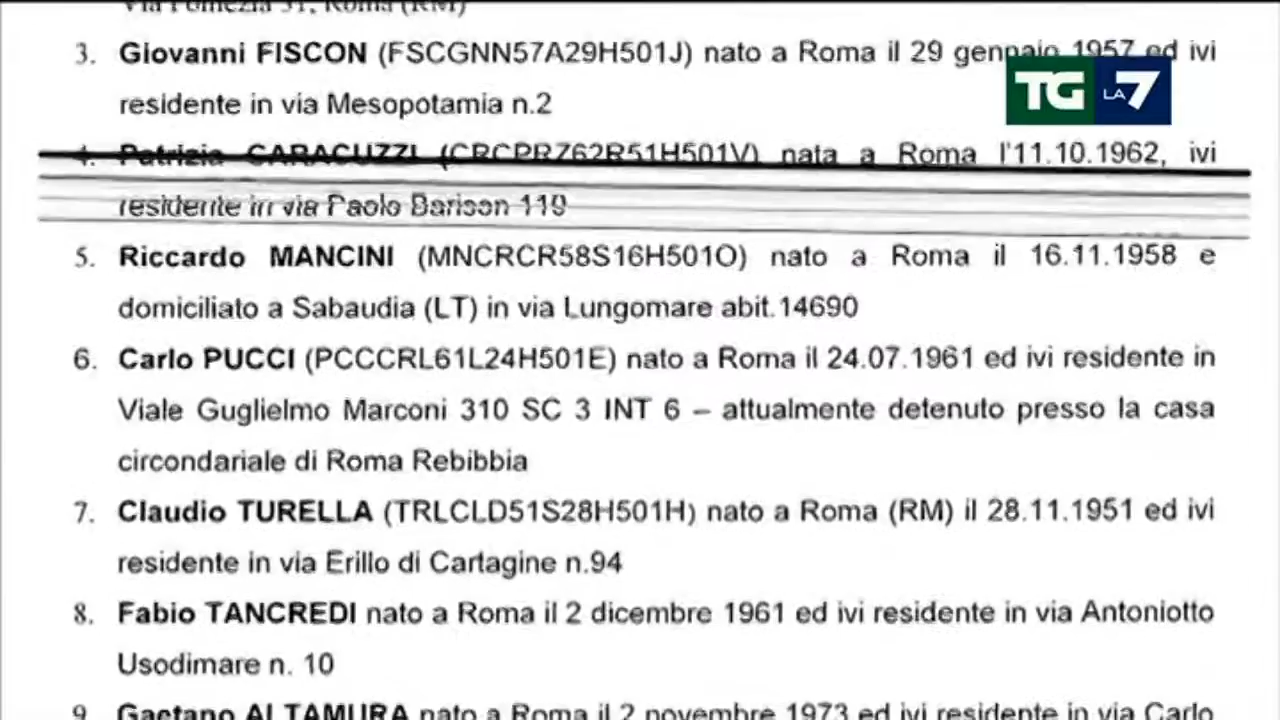 Via Pomezia 31, Roma (RM)
3. Giovanni FISCON (FSCGNN57A29H501J) nato a Roma il 29 gennaio 1957 ed ivi
TG LA 7
residente in via Mesopotamia n.2
4. Patrizia CARACUZZI (CRCPRZ62R51H501V) nata a Roma l'11.10.1962, ivi
residente in via Paolo Barison 119
5. Riccardo MANCINI (MNCRCR58S16H501O) nato a Roma il 16.11.1958 e
domiciliato a Sabaudia (LT) in via Lungomare abit.14690
6. Carlo PUCCI (PCCCRL61L24H501E) nato a Roma il 24.07.1961 ed ivi residente in
Viale Guglielmo Marconi 310 SC 3 INT 6 – attualmente detenuto presso la casa
circondariale di Roma Rebibbia
7. Claudio TURELLA (TRLCLD51S28H501H) nato a Roma (RM) il 28.11.1951 ed ivi
residente in via Erillo di Cartagine n.94
8. Fabio TANCREDI nato a Roma il 2 dicembre 1961 ed ivi residente in via Antoniotto
Usodimare n. 10
9. Gaetano ALTAMURA nato a Roma il 2 novembre 1973 ed ivi residente in via Carlo